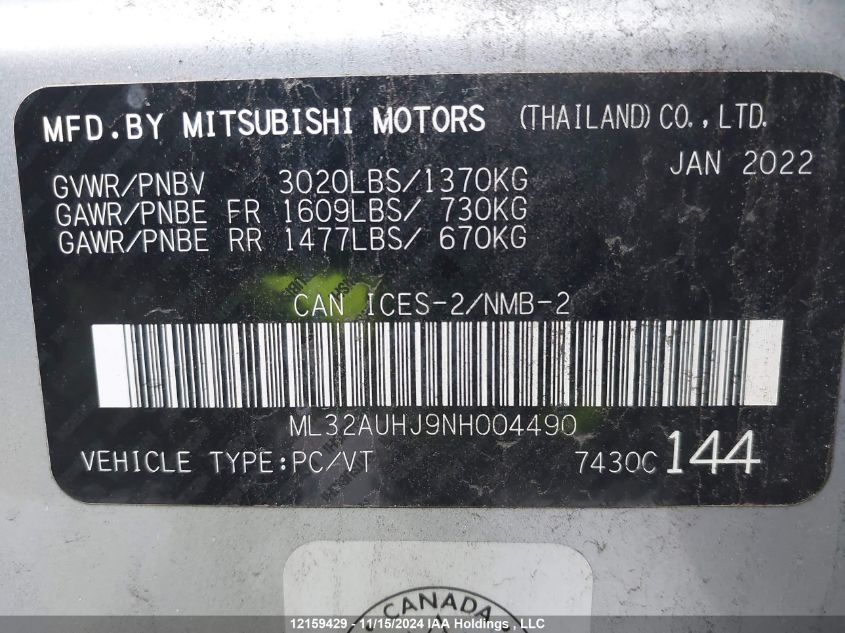 MFD.BY MITSUBISHI MOTORS (THAILAND) CO.,LTD.
JAN 2022
GVWR/PNBV 3020LBS/1370KG
GAWR/PNBE FR 1609LBS/ 730KG
GAWR/PNBE RR 1477LBS/ 670KG
CAN ICES-2/NMB-2
ML32AUHJ9NH004490
VEHICLE TYPE:PC/VT 7430C 144
CANADA
12159429 - 11/15/2024 IAA Holdings , LLC